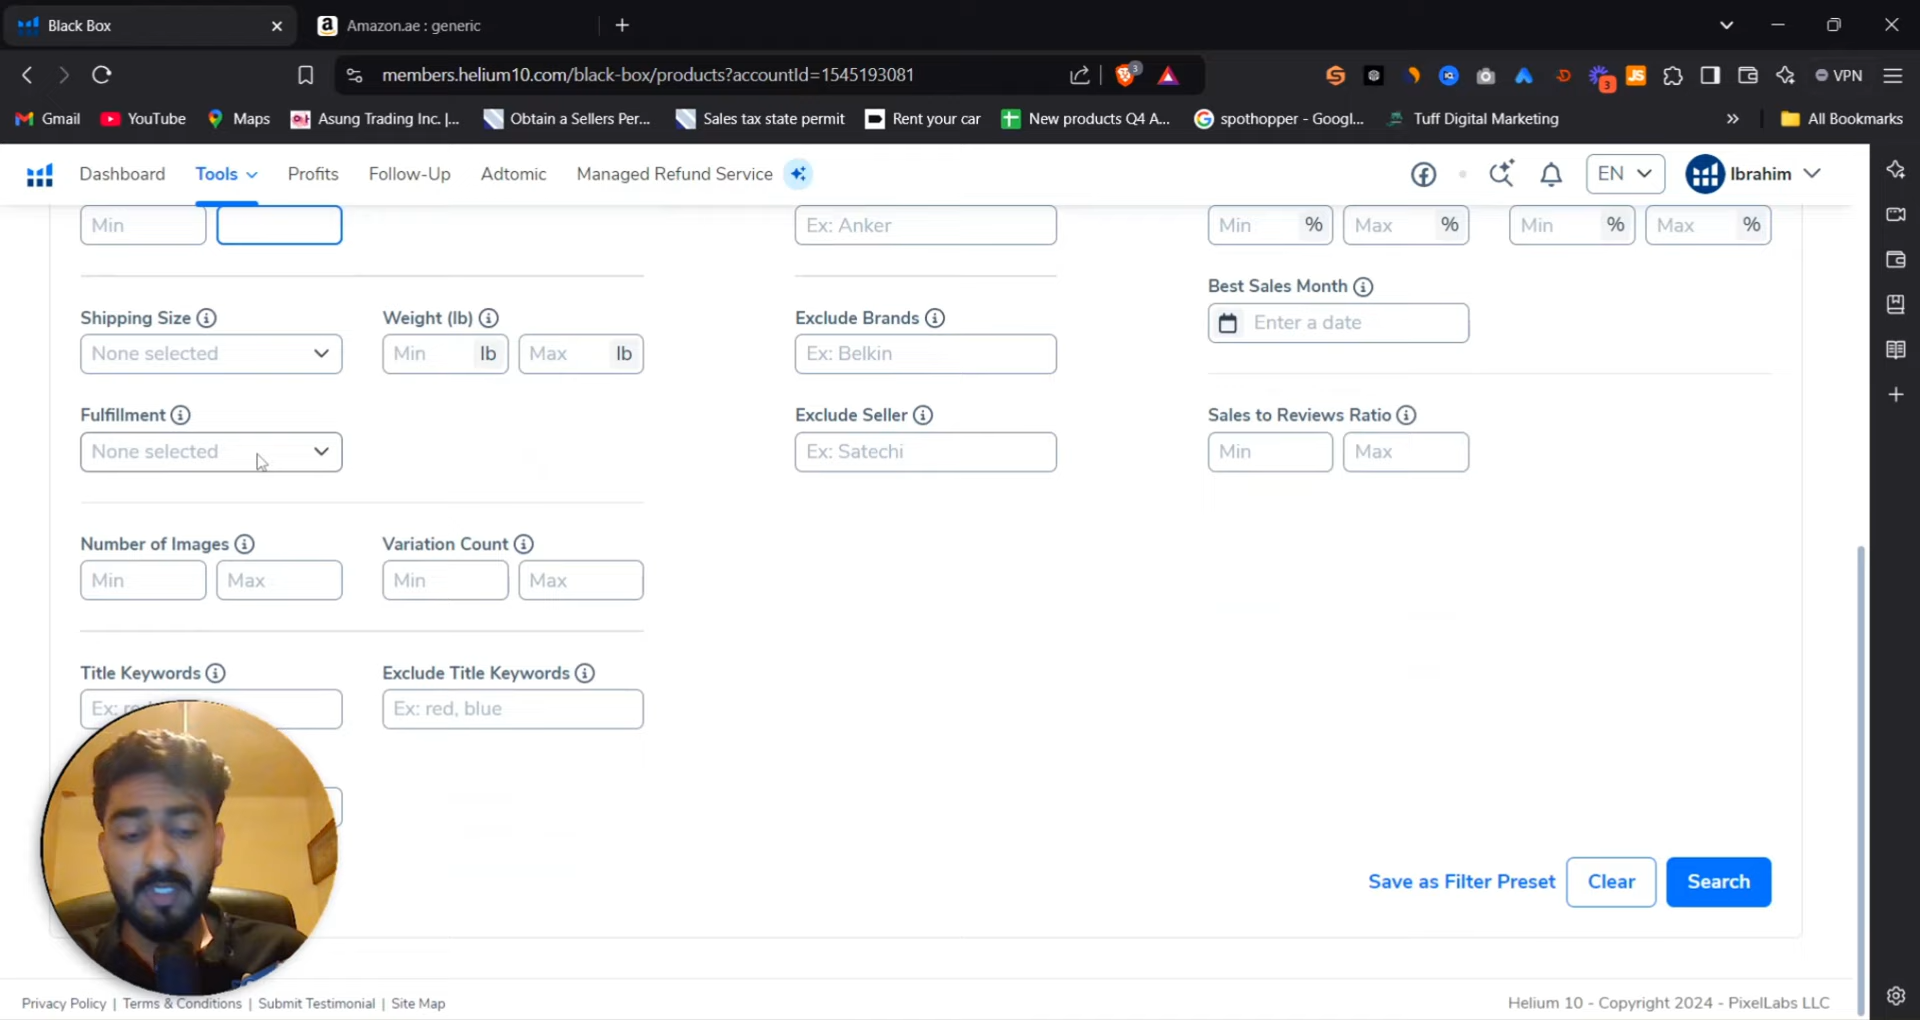 Black Box
Amazon.ae : generic
members.helium10.com/black-box/products?accountId=1545193081
3
3
VPN
Gmail
YouTube
Maps
Asung Trading Inc. |...
Obtain a Sellers Per...
Sales tax state permit
Rent your car
New products Q4 A...
spothopper - Googl...
Tuff Digital Marketing
»
All Bookmarks
Dashboard
Tools
Profits
Follow-Up
Adtomic
Managed Refund Service
EN
Ibrahim
Min
Ex: Anker
Min %
Max %
Min %
Max %
Shipping Size
Weight (lb)
Exclude Brands
Best Sales Month
None selected
Min lb
Max lb
Ex: Belkin
Enter a date
Fulfillment
Exclude Seller
Sales to Reviews Ratio
None selected
Ex: Satechi
Min
Max
Number of Images
Variation Count
Min
Max
Min
Max
Title Keywords
Exclude Title Keywords
Ex:
Ex: red, blue
Save as Filter Preset
Clear
Search
Privacy Policy | Terms & Conditions | Submit Testimonial | Site Map
Helium 10 - Copyright 2024 - PixelLabs LLC